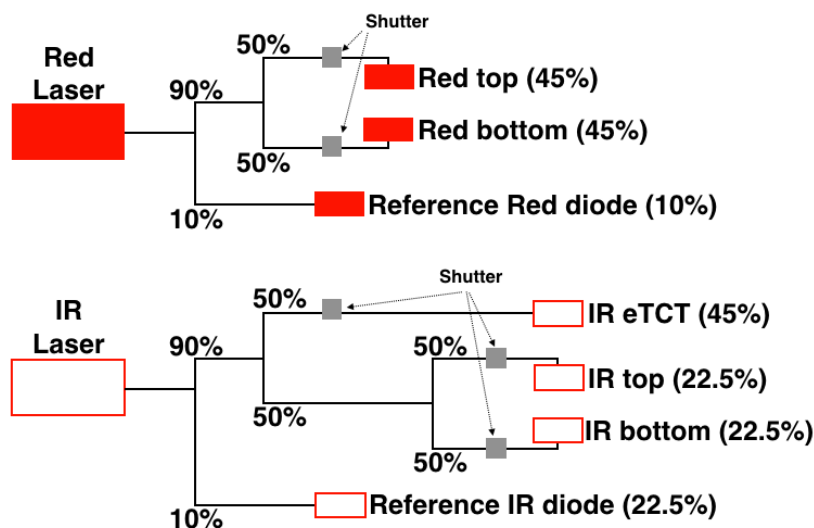 Shutter
Red
Laser
50%
90%
Red top (45%)
Red bottom (45%)
50%
10%
Reference Red diode (10%)
Shutter
IR
Laser
50%
IR eTCT (45%)
90%
50%
IR top (22.5%)
50%
IR bottom (22.5%)
50%
Reference IR diode (22.5%)
10%